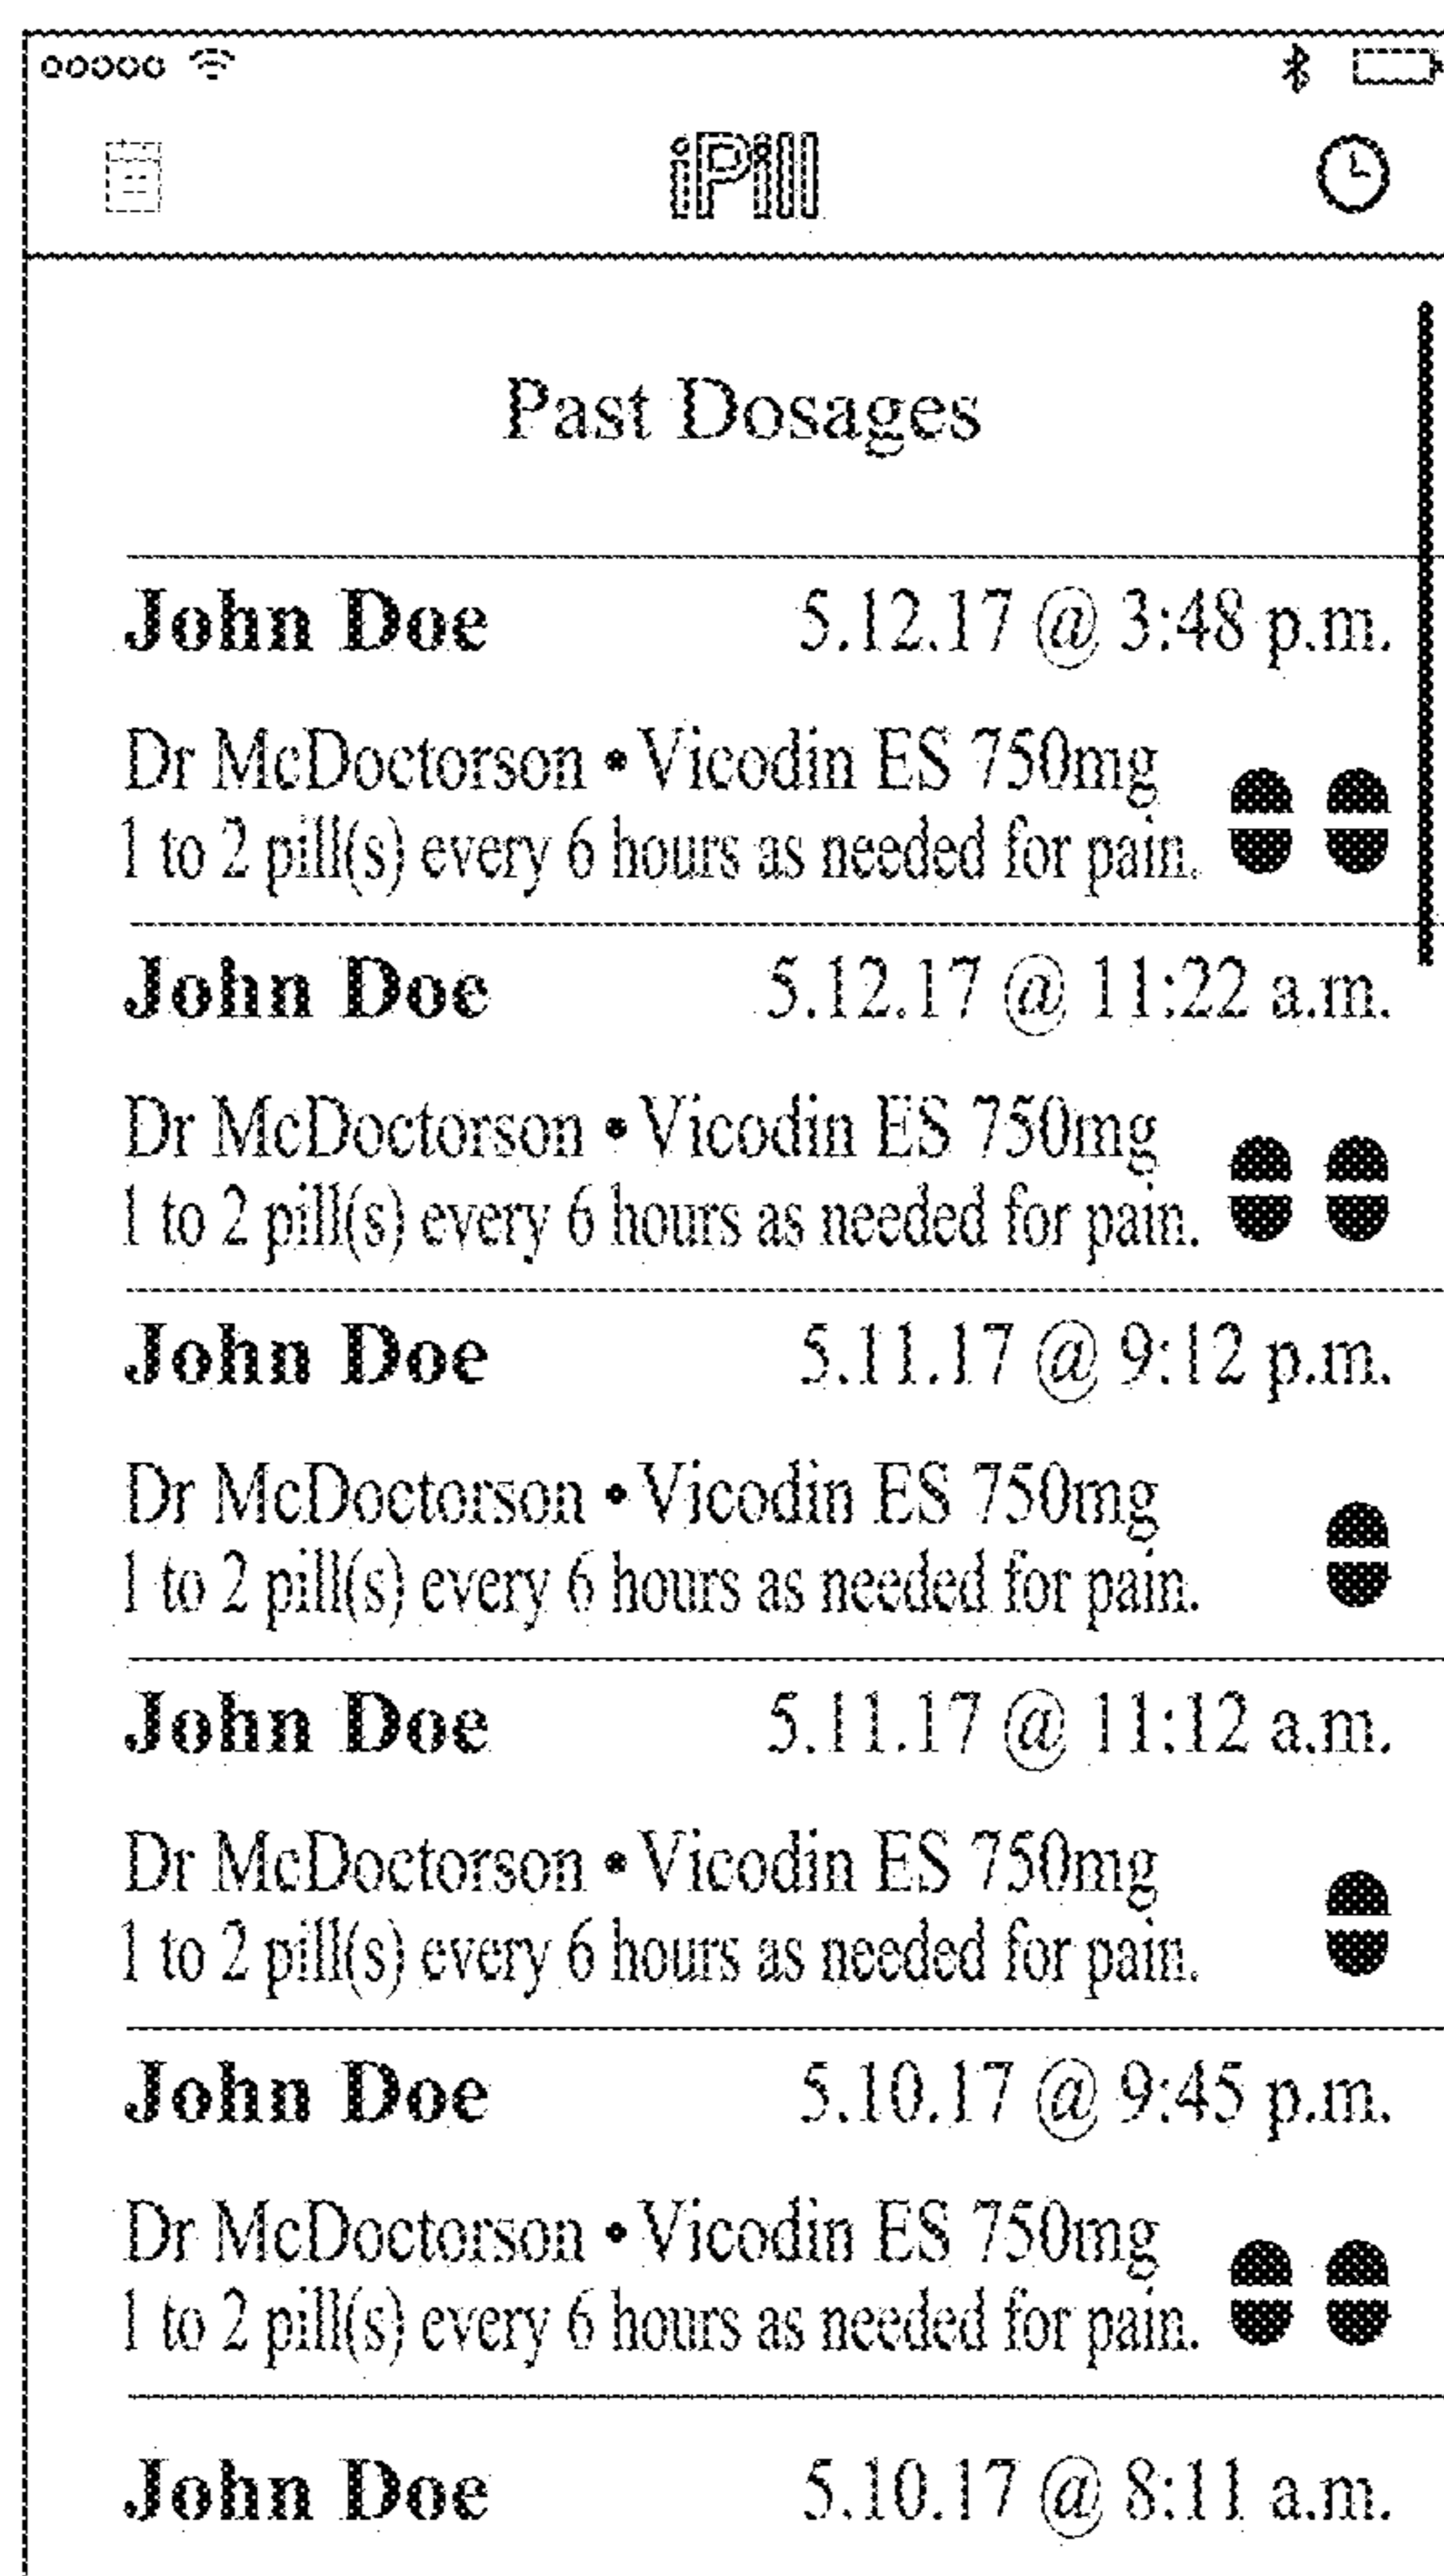 iPill
Past Dosages
John Doe 5.12.17 @ 3:48 p.m.
Dr McDoctorson • Vicodin ES 750mg
1 to 2 pill(s) every 6 hours as needed for pain.
John Doe 5.12.17 @ 11:22 a.m.
Dr McDoctorson • Vicodin ES 750mg
1 to 2 pill(s) every 6 hours as needed for pain.
John Doe 5.11.17 @ 9:12 p.m.
Dr McDoctorson • Vicodin ES 750mg
1 to 2 pill(s) every 6 hours as needed for pain.
John Doe 5.11.17 @ 11:12 a.m.
Dr McDoctorson • Vicodin ES 750mg
1 to 2 pill(s) every 6 hours as needed for pain.
John Doe 5.10.17 @ 9:45 p.m.
Dr McDoctorson • Vicodin ES 750mg
1 to 2 pill(s) every 6 hours as needed for pain.
John Doe 5.10.17 @ 8:11 a.m.